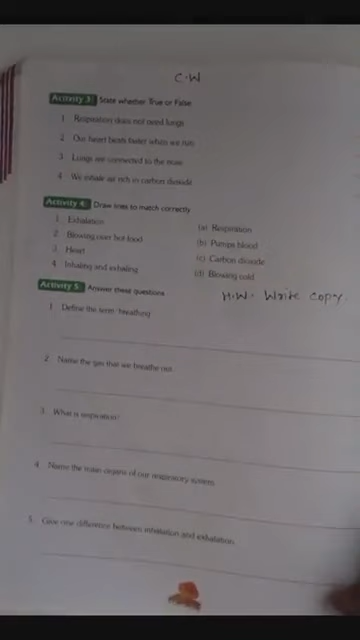 C.W
Activity 3: State whether True or False
1 Respiration does not need lungs
2 Our heart beats faster when we run
3 Lungs are connected to the nose
4 We inhale air rich in carbon dioxide
Activity 4: Draw lines to match correctly
1. Exhalation (a) Respiration
2. Blowing over hot food (b) Pumps blood
3. Heart (c) Carbon dioxide
4. Inhaling and exhaling (d) Blowing cold
Activity 5: Answer these questions
H.W. Write copy.
1 Define the term 'breathing'
2 Name the gas that we breathe out.
3 What is respiration?
4 Name the main organs of our respiratory system.
5 Give one difference between inhalation and exhalation.